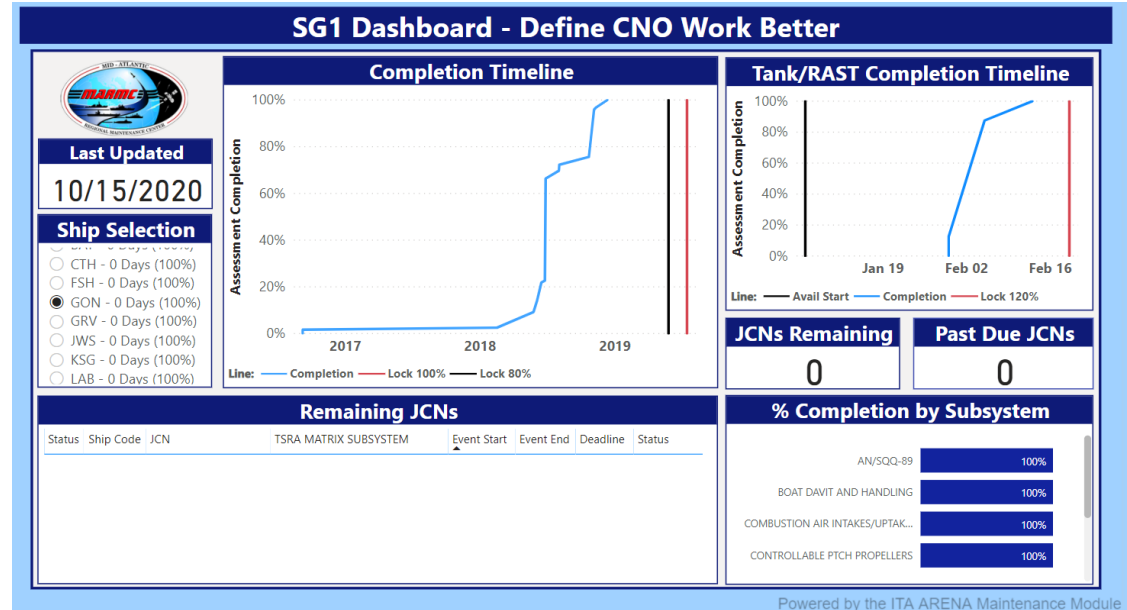 SG1 Dashboard - Define CNO Work Better
MID - ATLANTIC
MARMC
REGIONAL MAINTENANCE CENTER
Last Updated
10/15/2020
Ship Selection
CTH - 0 Days (100%)
FSH - 0 Days (100%)
GON - 0 Days (100%)
GRV - 0 Days (100%)
JWS - 0 Days (100%)
KSG - 0 Days (100%)
LAB - 0 Days (100%)
Completion Timeline
Assessment Completion
100%
80%
60%
40%
20%
0%
2017 2018 2019
Line: Completion Lock 100% Lock 80%
Tank/RAST Completion Timeline
Assessment Completion
100%
80%
60%
40%
20%
0%
Jan 19 Feb 02 Feb 16
Line: Avail Start Completion Lock 120%
JCNs Remaining
0
Past Due JCNs
0
Remaining JCNs
Status Ship Code JCN TSRA MATRIX SUBSYSTEM Event Start Event End Deadline Status
% Completion by Subsystem
AN/SQQ-89 100%
BOAT DAVIT AND HANDLING 100%
COMBUSTION AIR INTAKES/UPTAK... 100%
CONTROLLABLE PTCH PROPELLERS 100%
Powered by the ITA ARENA Maintenance Module